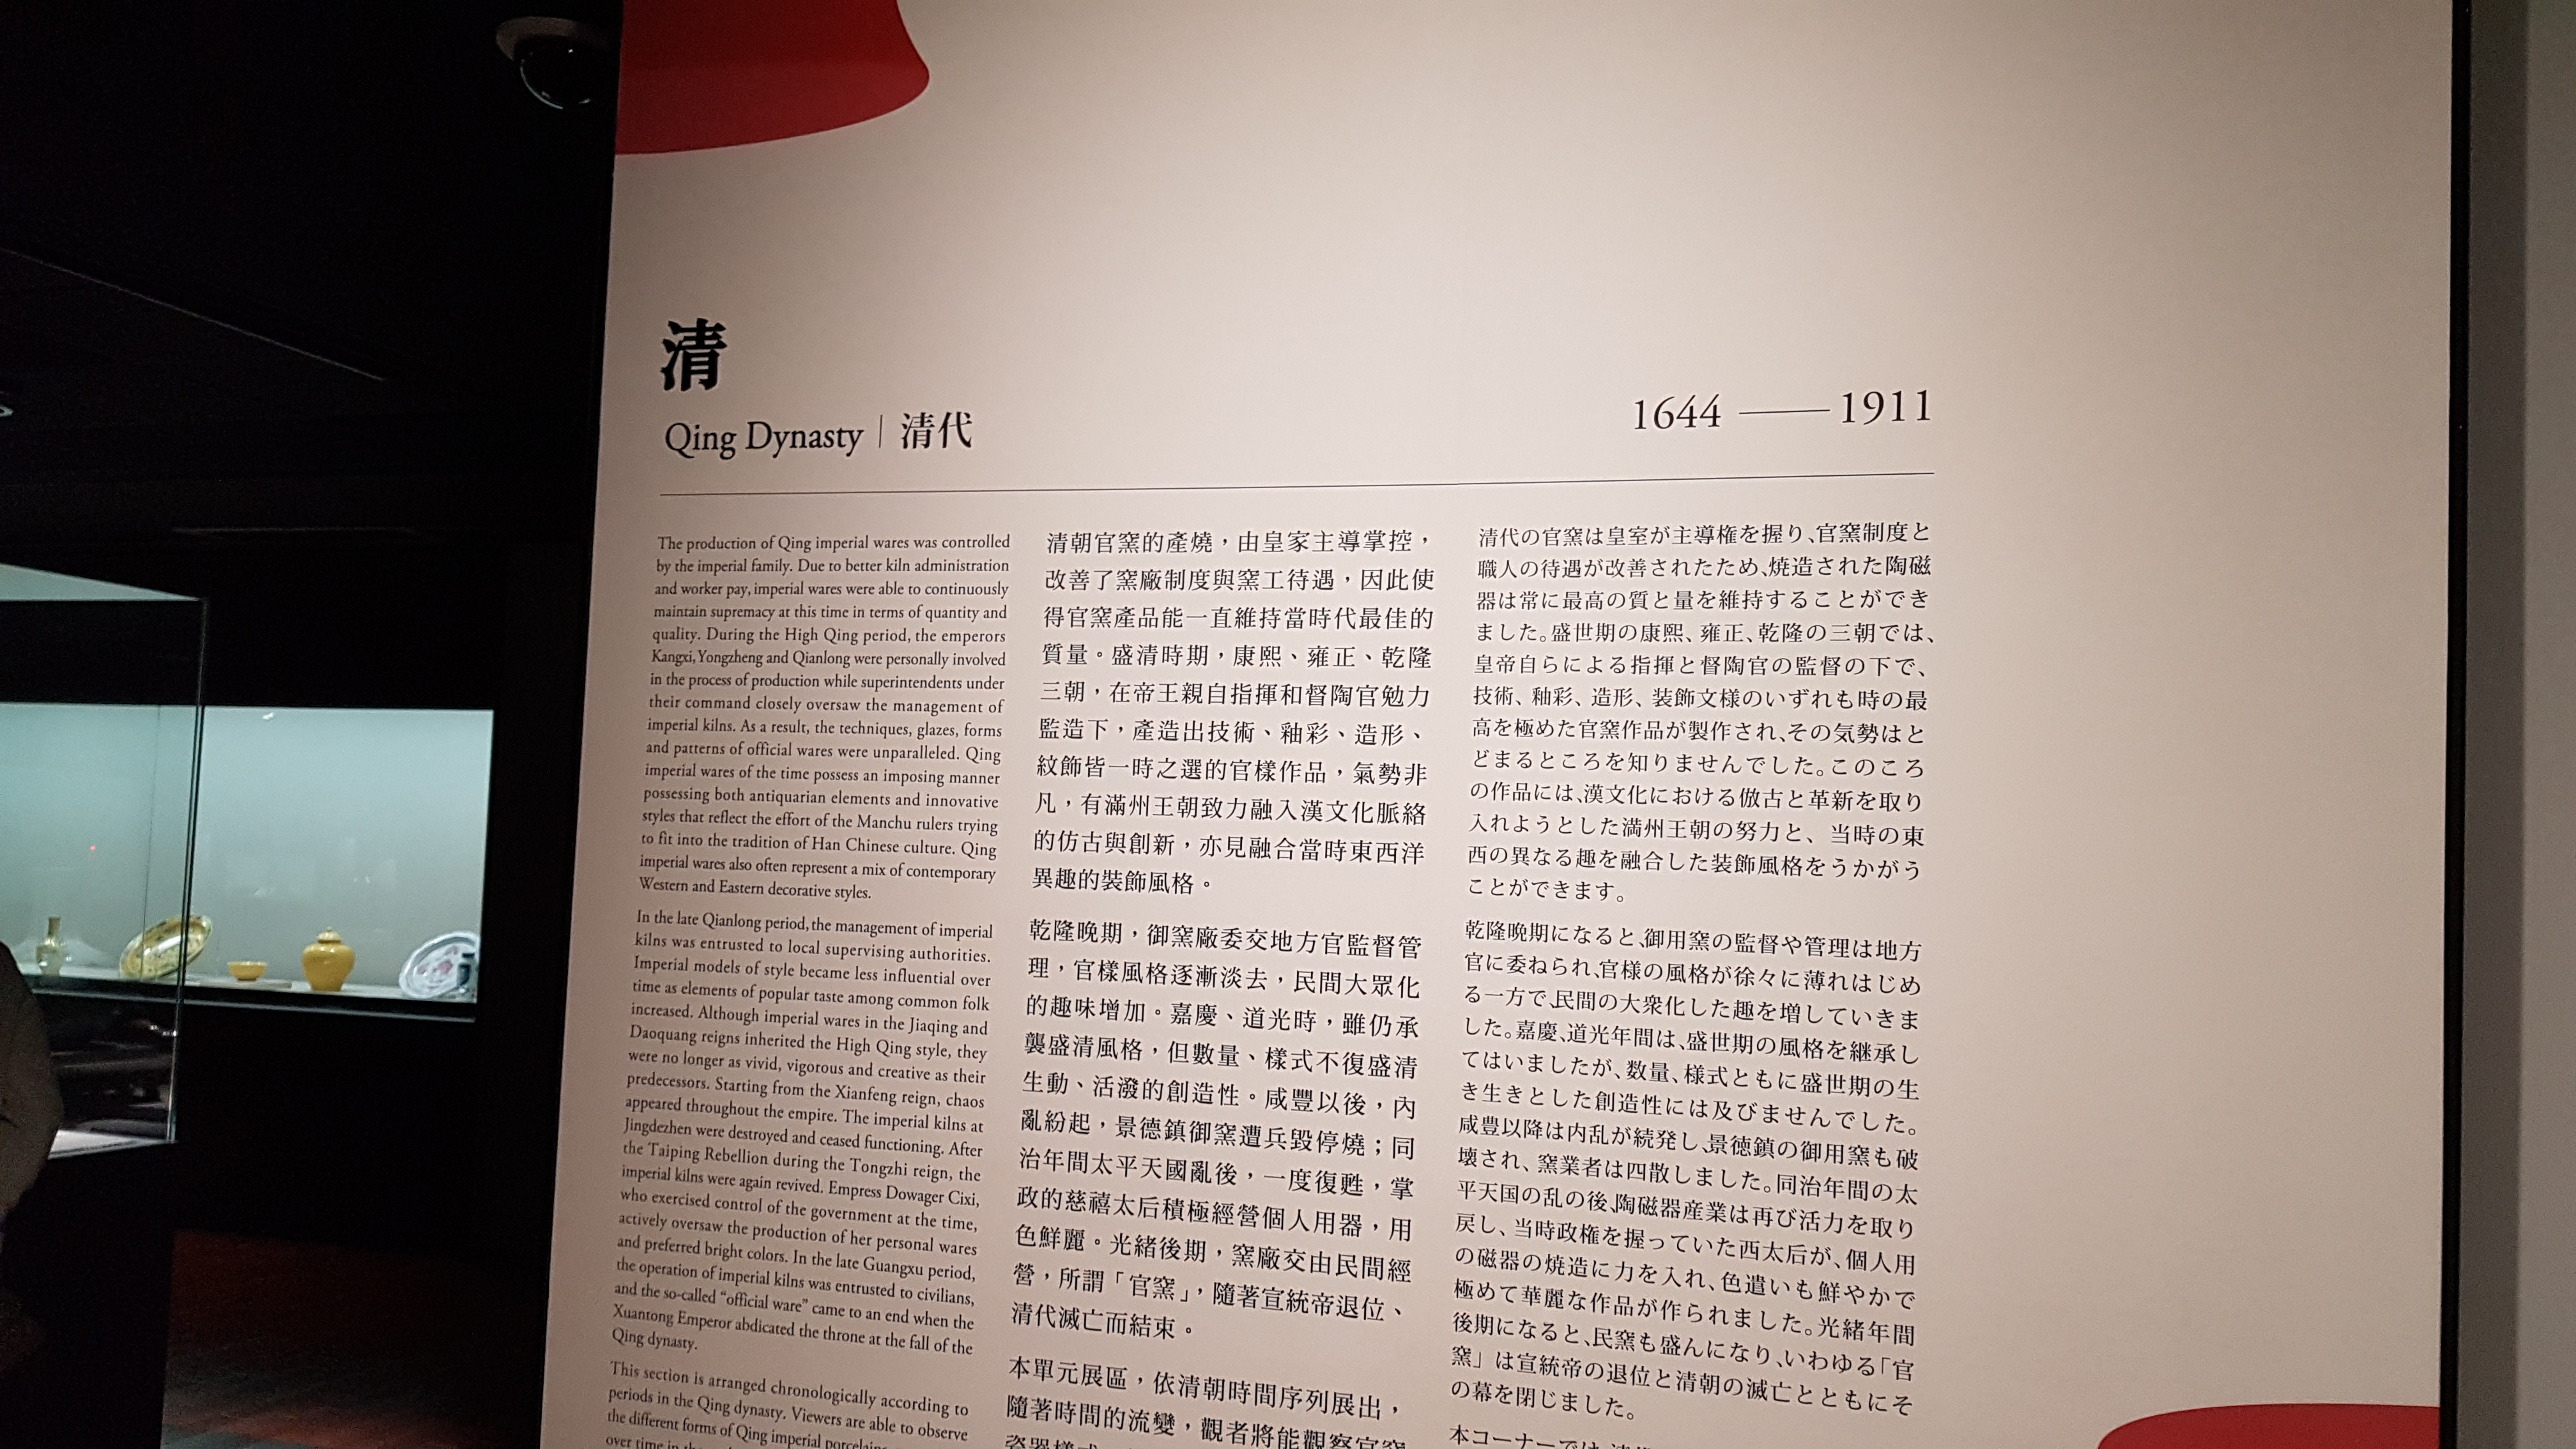 清
Qing Dynasty | 清代
1644 —— 1911
The production of Qing imperial wares was controlled
by the imperial family. Due to better kiln administration
and worker pay, imperial wares were able to continuously
maintain supremacy at this time in terms of quantity and
quality. During the High Qing period, the emperors
Kangxi, Yongzheng and Qianlong were personally involved
in the process of production while superintendents under
their command closely oversaw the management of
imperial kilns. As a result, the techniques, glazes, forms
and patterns of official wares were unparalleled. Qing
imperial wares of the time possess an imposing manner
possessing both antiquarian elements and innovative
styles that reflect the effort of the Manchu rulers trying
to fit into the tradition of Han Chinese culture. Qing
imperial wares also often represent a mix of contemporary
Western and Eastern decorative styles.
In the late Qianlong period, the management of imperial
kilns was entrusted to local supervising authorities.
Imperial models of style became less influential over
time as elements of popular taste among common folk
increased. Although imperial wares in the Jiaqing and
Daoquang reigns inherited the High Qing style, they
were no longer as vivid, vigorous and creative as their
predecessors. Starting from the Xianfeng reign, chaos
appeared throughout the empire. The imperial kilns at
Jingdezhen were destroyed and ceased functioning. After
the Taiping Rebellion during the Tongzhi reign, the
imperial kilns were again revived. Empress Dowager Cixi,
who exercised control of the government at the time,
actively oversaw the production of her personal wares
and preferred bright colors. In the late Guangxu period,
the operation of imperial kilns was entrusted to civilians,
and the so-called “official ware” came to an end when the
Xuantong Emperor abdicated the throne at the fall of the
Qing dynasty.
This section is arranged chronologically according to
periods in the Qing dynasty. Viewers are able to observe
the different forms of Qing imperial porcelain
over time in
清朝官窯的產燒，由皇家主導掌控，
改善了窯廠制度與窯工待遇，因此使
得官窯產品能一直維持當時代最佳的
質量。盛清時期，康熙、雍正、乾隆
三朝，在帝王親自指揮和督陶官勉力
監造下，產造出技術、釉彩、造形、
紋飾皆一時之選的官樣作品，氣勢非
凡，有滿州王朝致力融入漢文化脈絡
的仿古與創新，亦見融合當時東西洋
異趣的裝飾風格。
乾隆晚期，御窯廠委交地方官監督管
理，官樣風格逐漸淡去，民間大眾化
的趣味增加。嘉慶、道光時，雖仍承
襲盛清風格，但數量、樣式不復盛清
生動、活潑的創造性。咸豐以後，內
亂紛起，景德鎮御窯遭兵毀停燒；同
治年間太平天國亂後，一度復甦，掌
政的慈禧太后積極經營個人用器，用
色鮮麗。光緒後期，窯廠交由民間經
營，所謂「官窯」，隨著宣統帝退位、
清代滅亡而結束。
本單元展區，依清朝時間序列展出，
隨著時間的流變，觀者將能觀察官窯
瓷器樣式
清代の官窯は皇室が主導権を握り、官窯制度と
職人の待遇が改善されたため、焼造された陶磁
器は常に最高の質と量を維持することができ
ました。盛世期の康熙、雍正、乾隆の三朝では、
皇帝自らによる指揮と督陶官の監督の下で、
技術、釉彩、造形、装飾文様のいずれも時の最
高を極めた官窯作品が製作され、その気勢はと
どまるところを知りませんでした。このころ
の作品には、漢文化における倣古と革新を取り
入れようとした満州王朝の努力と、当時の東
西の異なる趣を融合した装飾風格をうかがう
ことができます。
乾隆晩期になると、御用窯の監督や管理は地方
官に委ねられ、官様の風格が徐々に薄れはじめ
る一方で、民間の大衆化した趣を増していきま
した。嘉慶、道光年間は、盛世期の風格を継承し
てはいましたが、数量、様式ともに盛世期の生
き生きとした創造性には及びませんでした。
咸豊以降は内乱が続発し、景徳鎮の御用窯も破
壊され、窯業者は四散しました。同治年間の太
平天国の乱の後、陶磁器産業は再び活力を取り
戻し、当時政権を握っていた西太后が、個人用
の磁器の焼造に力を入れ、色遣いも鮮やかで
極めて華麗な作品が作られました。光緒年間
後期になると、民窯も盛んになり、いわゆる「官
窯」は宣統帝の退位と清朝の滅亡とともにそ
の幕を閉じました。
本コーナーでは、清